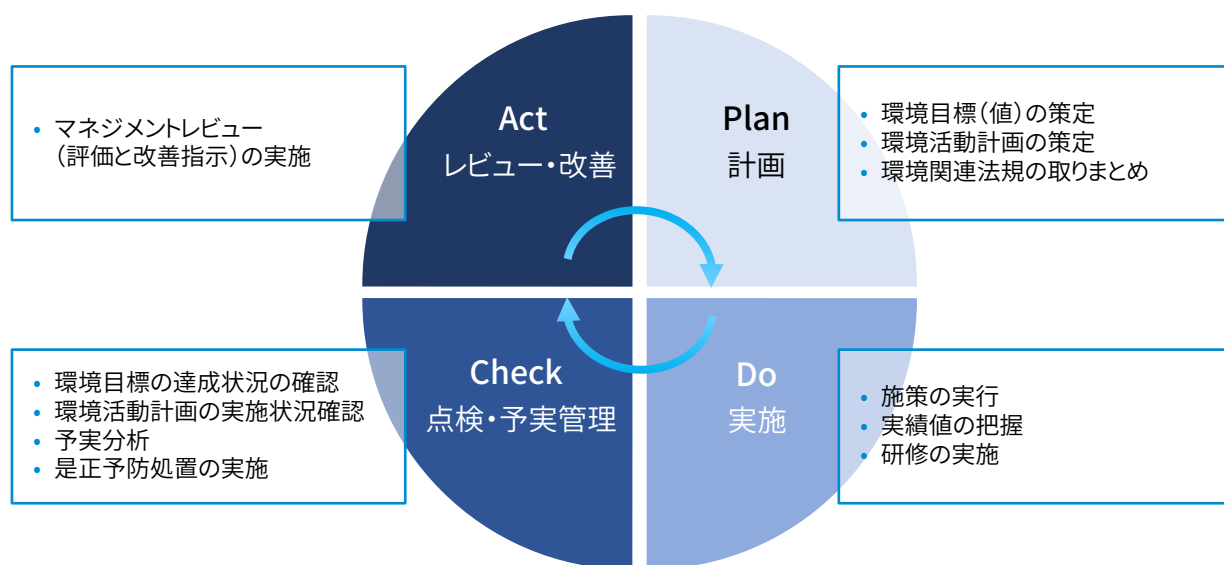 Act
レビュー・改善
• マネジメントレビュー
（評価と改善指示）の実施
Plan
計画
• 環境目標（値）の策定
• 環境活動計画の策定
• 環境関連法規の取りまとめ
Check
点検・予実管理
• 環境目標の達成状況の確認
• 環境活動計画の実施状況確認
• 予実分析
• 是正予防処置の実施
Do
実施
• 施策の実行
• 実績値の把握
• 研修の実施